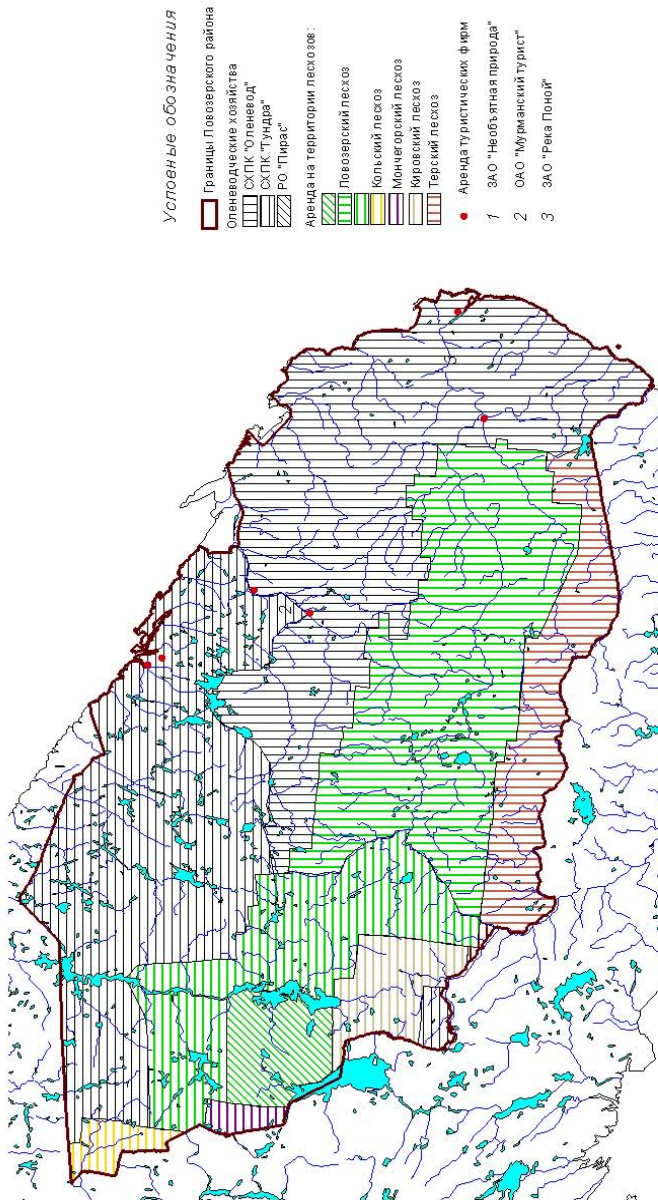 Условные обозначения
Границы Ловозерского района
Оленеводческие хозяйства
СХПК "Оленевод"
СХПК "Тундра"
РО "Пирас"
Аренда на территории лесхозов:
Ловозерский лесхоз
Кольский лесхоз
Мончегорский лесхоз
Кировский лесхоз
Терский лесхоз
Аренда туристических фирм
1 ЗАО "Необъятная природа"
2 ОАО "Мурманский турист"
3 ЗАО "Река Поной"
1
2
3